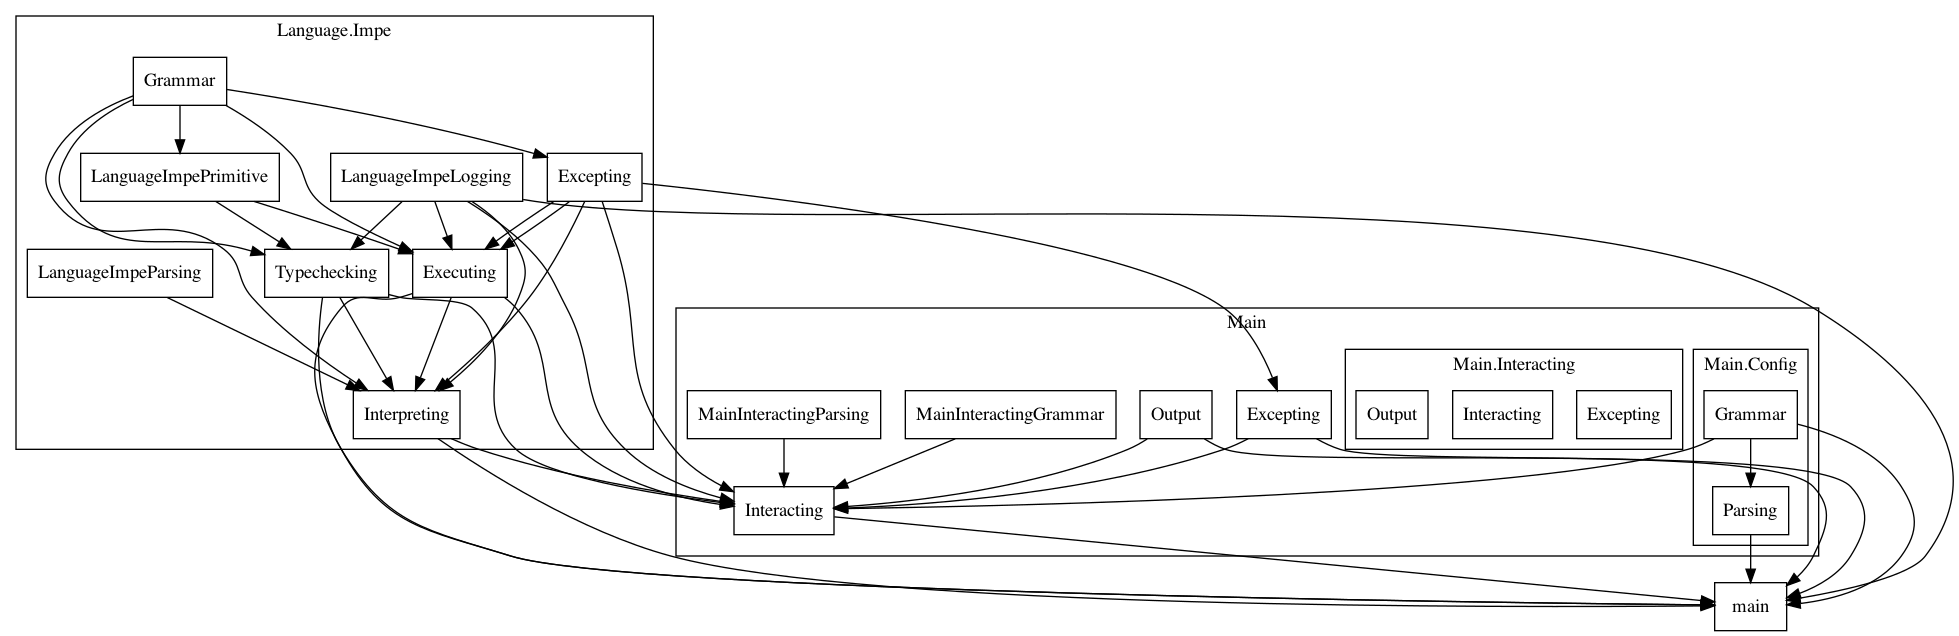 Language.Impe
Grammar
LanguageImpePrimitive
LanguageImpeLogging
Excepting
LanguageImpeParsing
Typechecking
Executing
Interpreting
Main
Main.Interacting
Main.Config
MainInteractingParsing
MainInteractingGrammar
Output
Excepting
Output
Interacting
Excepting
Grammar
Interacting
Parsing
main